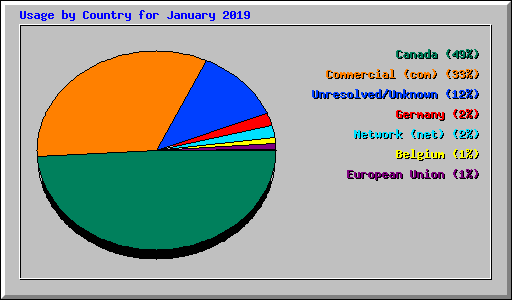 Usage by Country for January 2019
Canada (49%)
Commercial (com) (33%)
Unresolved/Unknown (12%)
Germany (2%)
Network (net) (2%)
Belgium (1%)
European Union (1%)